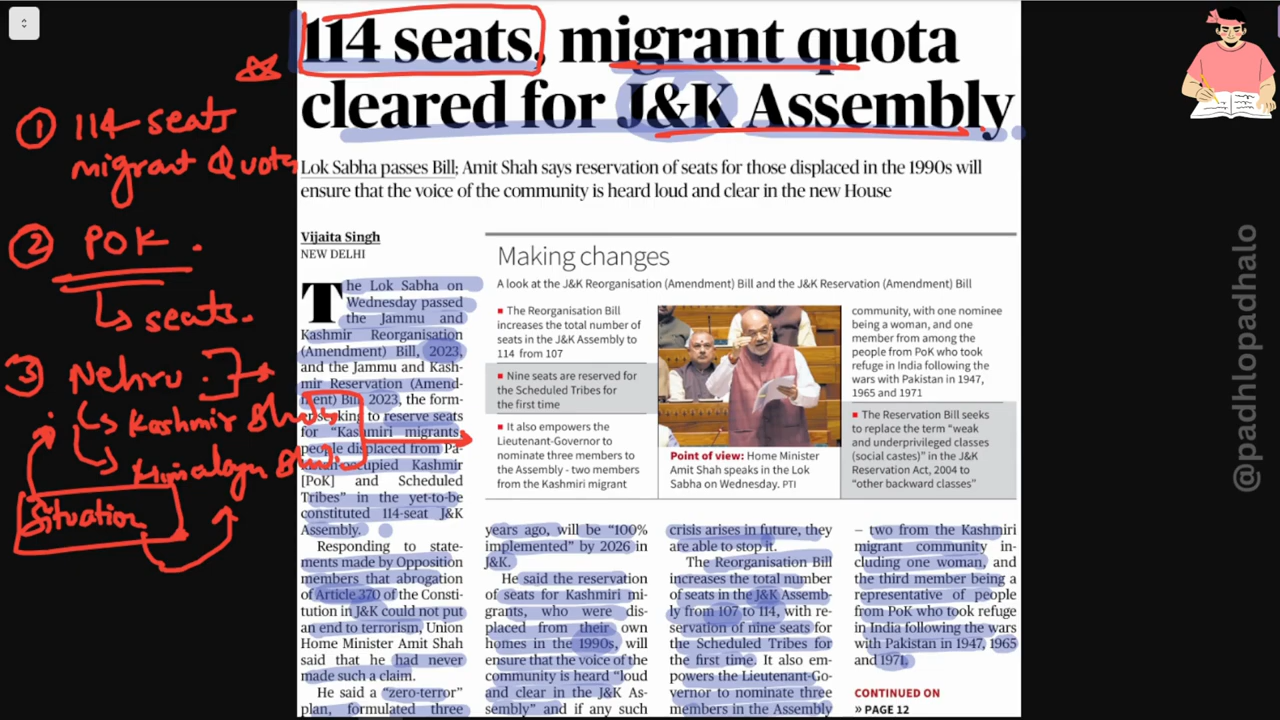 114 seats, migrant quota
cleared for J&K Assembly
Lok Sabha passes Bill; Amit Shah says reservation of seats for those displaced in the 1990s will
ensure that the voice of the community is heard loud and clear in the new House
① 114 seats
migrant Quota
② POK.
↳ seats.
③ Nehru.
↳ Kashmir
Himalayan
Situation
Vijaita Singh
NEW DELHI
The Lok Sabha on
Wednesday passed
the Jammu and
Kashmir Reorganisation
(Amendment) Bill, 2023,
and the Jammu and Kash-
mir Reservation (Amend-
ment) Bill 2023, the form-
er seeking to reserve seats
for "Kashmiri migrants,
people displaced from Pa-
kistan-occupied Kashmir
[PoK] and Scheduled
Tribes" in the yet-to-be
constituted 114-seat J&K
Assembly.
Responding to state-
ments made by Opposition
members that abrogation
of Article 370 of the Consti-
tution in J&K could not put
an end to terrorism, Union
Home Minister Amit Shah
said that he had never
made such a claim.
He said a "zero-terror"
plan, formulated three
Making changes
A look at the J&K Reorganisation (Amendment) Bill and the J&K Reservation (Amendment) Bill
■ The Reorganisation Bill
increases the total number of
seats in the J&K Assembly to
114 from 107
■ Nine seats are reserved for
the Scheduled Tribes for
the first time
■ It also empowers the
Lieutenant-Governor to
nominate three members to
the Assembly - two members
from the Kashmiri migrant
Point of view: Home Minister
Amit Shah speaks in the Lok
Sabha on Wednesday. PTI
community, with one nominee
being a woman, and one
member from among the
people from PoK who took
refuge in India following the
wars with Pakistan in 1947,
1965 and 1971
■ The Reservation Bill seeks
to replace the term "weak
and underprivileged classes
(social castes)" in the J&K
Reservation Act, 2004 to
"other backward classes"
years ago, will be "100%
implemented" by 2026 in
J&K.
He said the reservation
of seats for Kashmiri mi-
grants, who were dis-
placed from their own
homes in the 1990s, will
ensure that the voice of the
community is heard "loud
and clear in the J&K As-
sembly" and if any such
crisis arises in future, they
are able to stop it.
The Reorganisation Bill
increases the total number
of seats in the J&K Assemb-
ly from 107 to 114, with re-
servation of nine seats for
the Scheduled Tribes for
the first time. It also em-
powers the Lieutenant-Go-
vernor to nominate three
members in the Assembly
– two from the Kashmiri
migrant community in-
cluding one woman, and
the third member being a
representative of people
from PoK who took refuge
in India following the wars
with Pakistan in 1947, 1965
and 1971.
CONTINUED ON
» PAGE 12
@padhlopadhalo